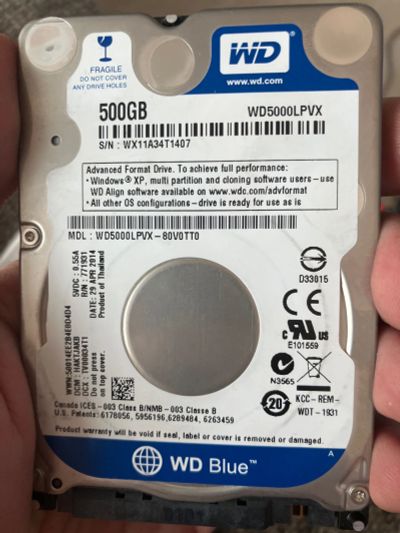 FRAGILE
DO NOT COVER
ANY DRIVE HOLES
WD
www.wd.com
500GB
WD5000LPVX
S/N : WX11A34T1407
Advanced Format Drive. To achieve full performance:
• Windows® XP, multi partition and cloning software users - use
WD Align software available on www.wdc.com/advformat
• All other OS configurations - drive is ready for use as is
MDL : WD5000LPVX-80V0TT0
5VDC : 0.55A
R/N : 771931
DATE: 29 APR 2014
Product of Thailand
WWN:50014EE2B4EBD4D4
DCM : HAKTJAKB
Do not press
on top cover
D33015
CE
E101559
N3565
20
KCC-REM-
WDT-1931
Canada ICES -003 Class B/NMB -003 Classe B
U.S. Patents: 6178056, 5956196,6289484, 6263459
Product warranty will be void if seal, label or cover is removed or damaged.
A
WD Blue™